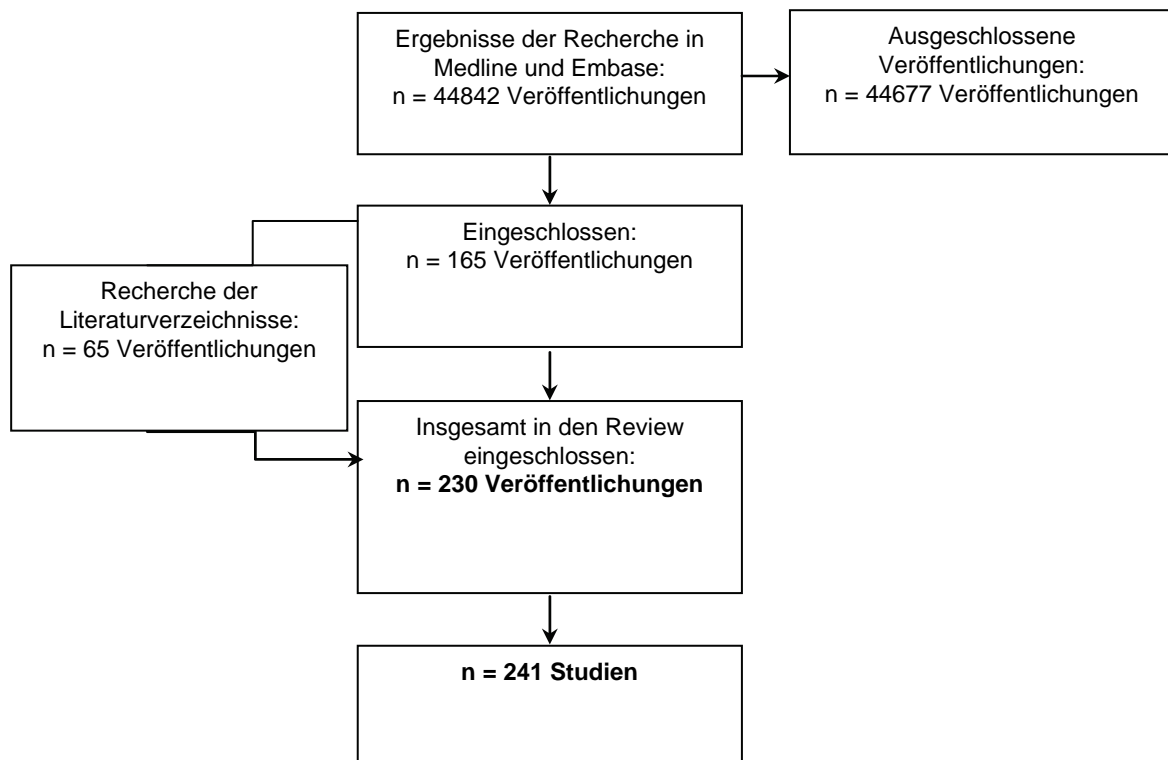 Ergebnisse der Recherche in
Medline und Embase:
n = 44842 Veröffentlichungen
Ausgeschlossene
Veröffentlichungen:
n = 44677 Veröffentlichungen
Eingeschlossen:
n = 165 Veröffentlichungen
Recherche der
Literaturverzeichnisse:
n = 65 Veröffentlichungen
Insgesamt in den Review
eingeschlossen:
n = 230 Veröffentlichungen
n = 241 Studien